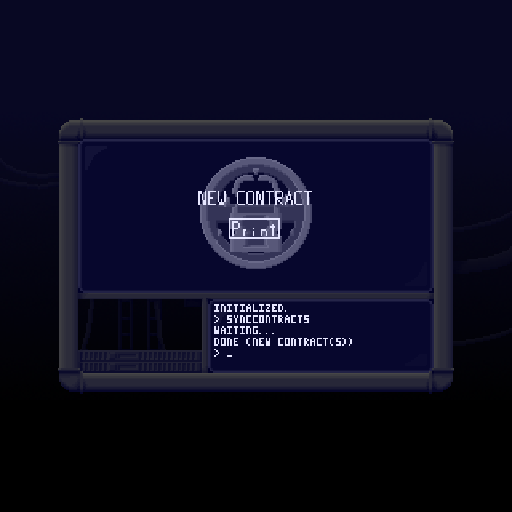 NEW CONTRACT
Print
INITIALIZED.
> SYNCCONTRACTS
WAITING...
DONE (NEW CONTRACT(S))
> _